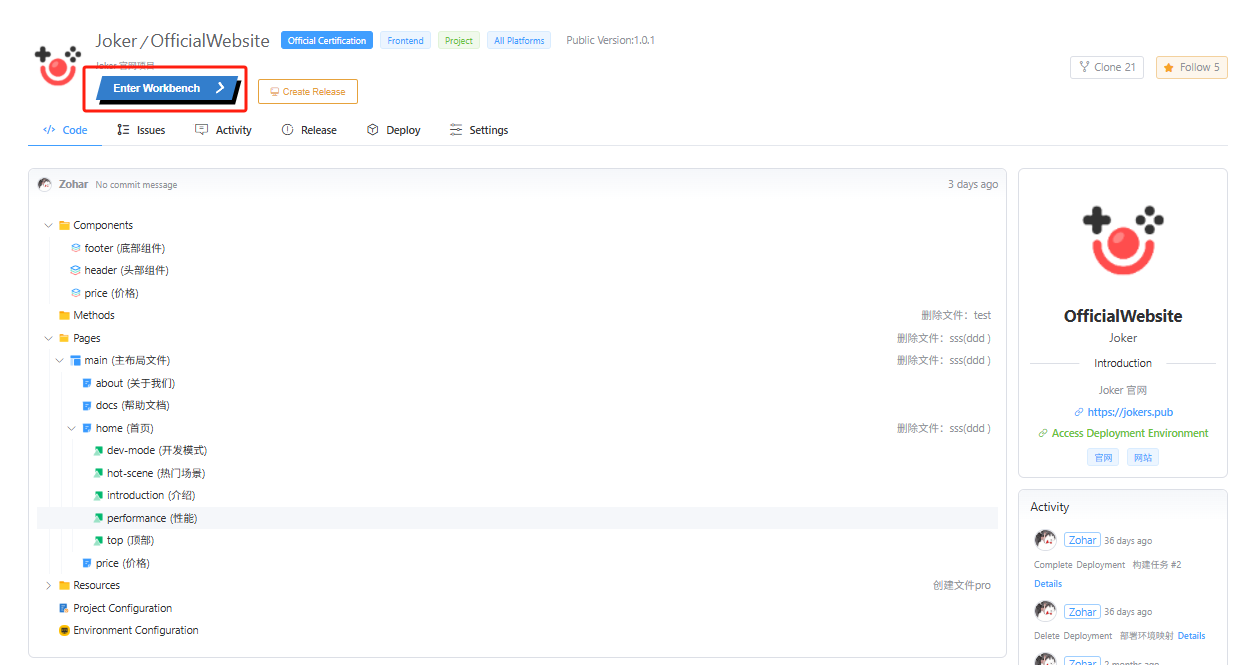 Joker / OfficialWebsite Official Certification Frontend Project All Platforms Public Version:1.0.1
Joker 官网项目
Enter Workbench
Create Release
Clone 21 Follow 5
Code Issues Activity Release Deploy Settings
Zohar No commit message 3 days ago
Components
footer (底部组件)
header (头部组件)
price (价格)
Methods 删除文件：test
Pages 删除文件：sss(ddd )
main (主布局文件) 删除文件：sss(ddd )
about (关于我们)
docs (帮助文档)
home (首页) 删除文件：sss(ddd )
dev-mode (开发模式)
hot-scene (热门场景)
introduction (介绍)
performance (性能)
top (顶部)
price (价格)
Resources 创建文件pro
Project Configuration
Environment Configuration
OfficialWebsite
Joker
Introduction
Joker 官网
https://jokers.pub
Access Deployment Environment
官网 网站
Activity
Zohar 36 days ago
Complete Deployment 构建任务 #2
Details
Zohar 36 days ago
Delete Deployment 部署环境映射 Details
Zohar 2 months ago